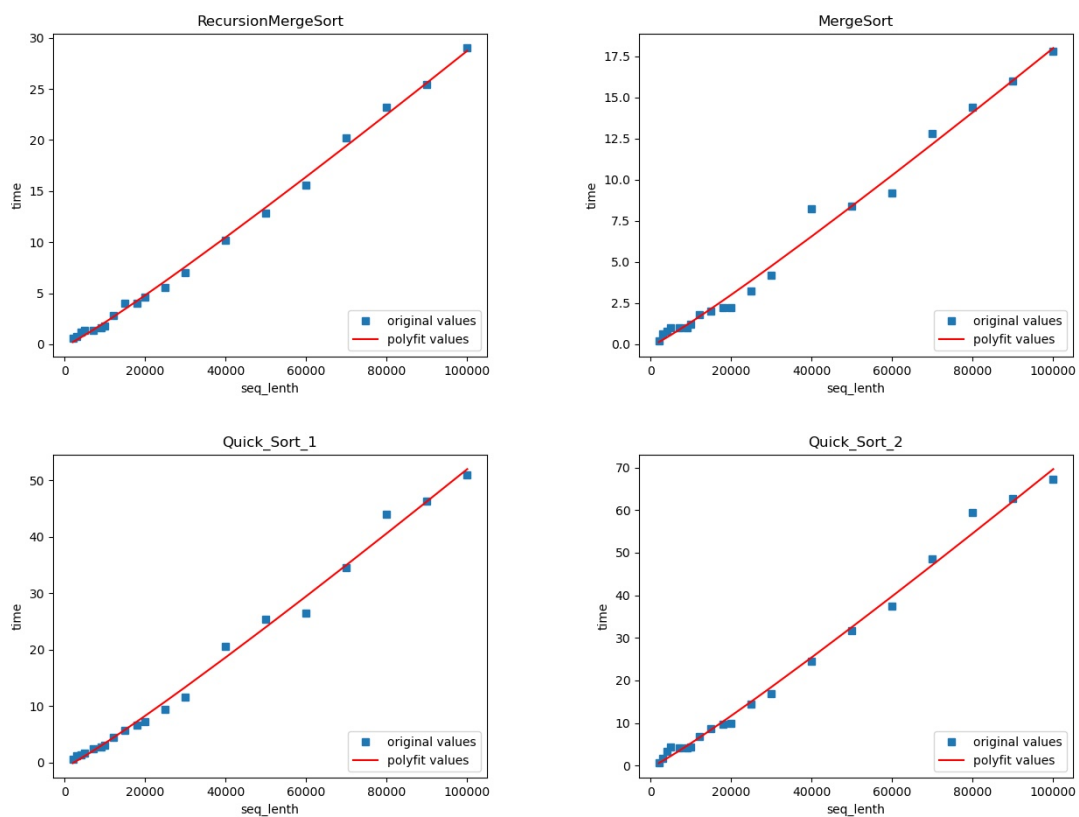 RecursionMergeSort
30
25
20
15
10
5
0
time
0 20000 40000 60000 80000 100000
seq_lenth
original values
polyfit values
MergeSort
17.5
15.0
12.5
10.0
7.5
5.0
2.5
0.0
time
0 20000 40000 60000 80000 100000
seq_lenth
original values
polyfit values
Quick_Sort_1
50
40
30
20
10
0
time
0 20000 40000 60000 80000 100000
seq_lenth
original values
polyfit values
Quick_Sort_2
70
60
50
40
30
20
10
0
time
0 20000 40000 60000 80000 100000
seq_lenth
original values
polyfit values